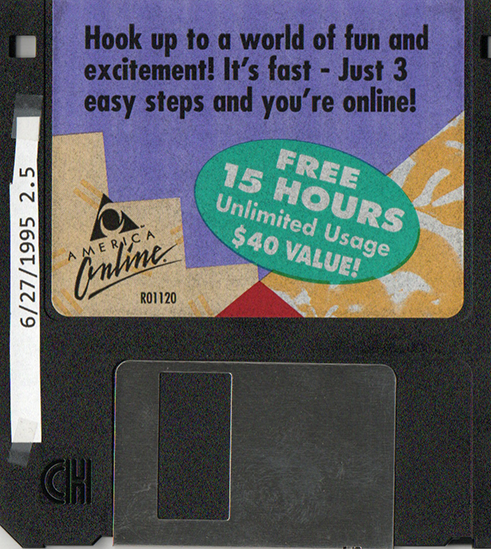 Hook up to a world of fun and
excitement! It's fast - Just 3
easy steps and you're online!
FREE
15 HOURS
Unlimited Usage
$40 VALUE!
AMERICA
Online.
R01120
6/27/1995 2.5
CH